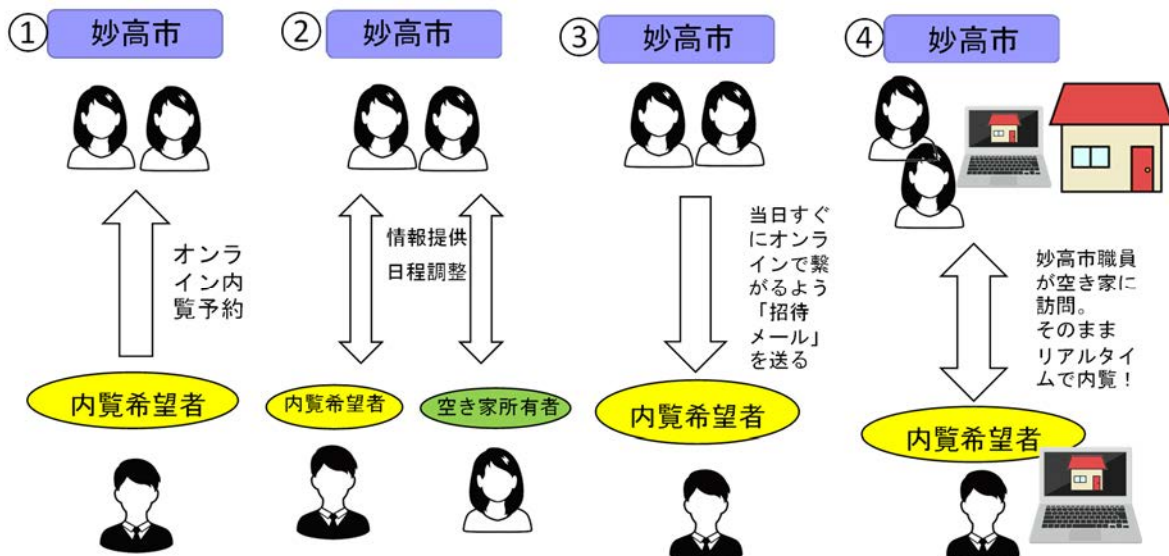 ① 妙高市
オンラ
イン内
覧予約
内覧希望者
② 妙高市
情報提供
日程調整
内覧希望者
空き家所有者
③ 妙高市
当日すぐ
にオンラ
インで繋
がるよう
「招待
メール」
を送る
内覧希望者
④ 妙高市
妙高市職員
が空き家に
訪問。
そのまま
リアルタイ
ムで内覧！
内覧希望者